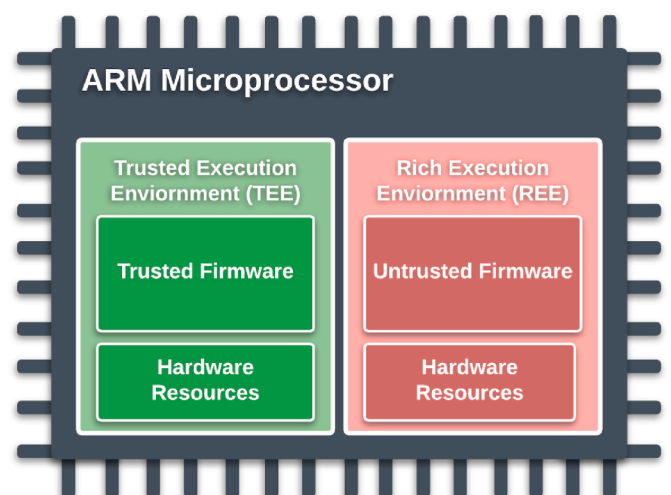 ARM Microprocessor
Trusted Execution
Enviornment (TEE)
Trusted Firmware
Hardware
Resources
Rich Execution
Enviornment (REE)
Untrusted Firmware
Hardware
Resources